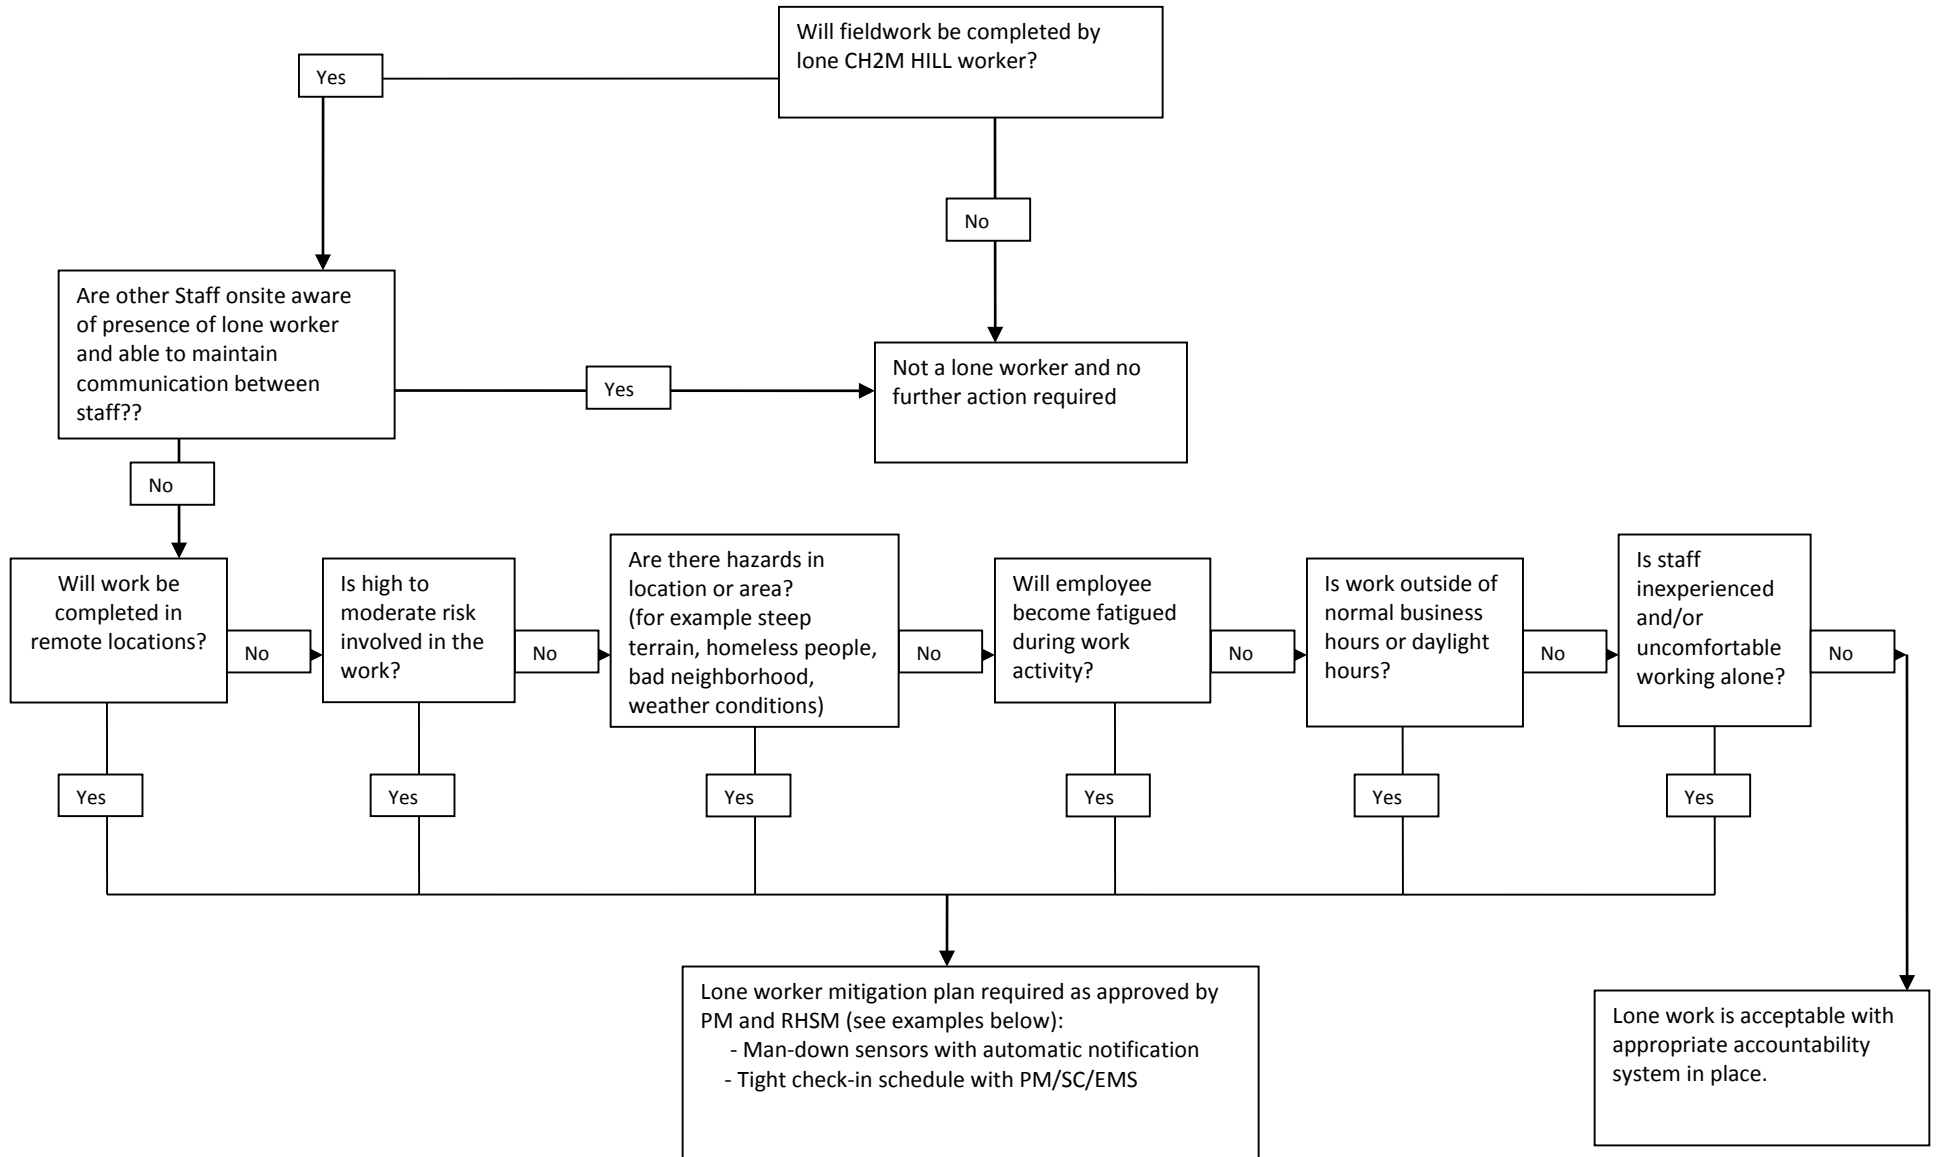 Will fieldwork be completed by
lone CH2M HILL worker?
Yes
No
Are other Staff onsite aware
of presence of lone worker
and able to maintain
communication between
staff??
Yes
Not a lone worker and no
further action required
No
Will work be
completed in
remote locations?
No
Is high to
moderate risk
involved in the
work?
No
Are there hazards in
location or area?
(for example steep
terrain, homeless people,
bad neighborhood,
weather conditions)
No
Will employee
become fatigued
during work
activity?
No
Is work outside of
normal business
hours or daylight
hours?
No
Is staff
inexperienced
and/or
uncomfortable
working alone?
No
Yes
Yes
Yes
Yes
Yes
Yes
Lone worker mitigation plan required as approved by
PM and RHSM (see examples below):
- Man-down sensors with automatic notification
- Tight check-in schedule with PM/SC/EMS
Lone work is acceptable with
appropriate accountability
system in place.